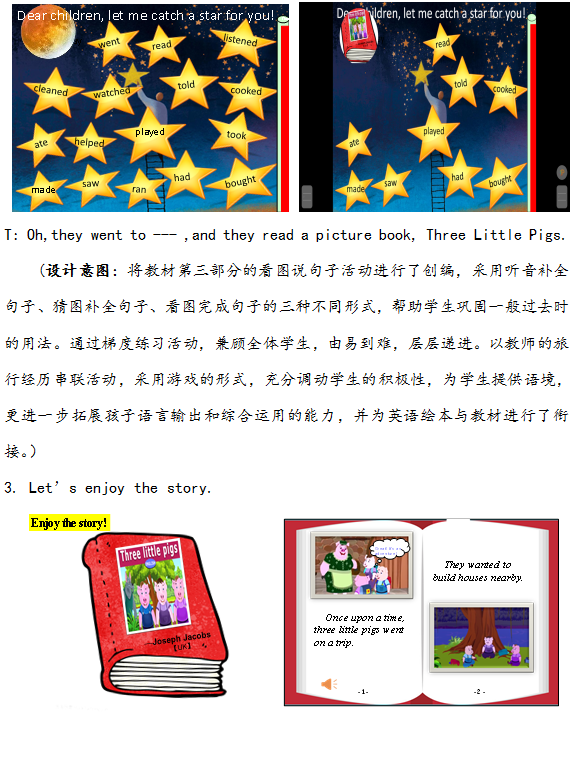 Dear children, let me catch a star for you!
went
read
listened
cleaned
watched
told
cooked
played
ate
helped
took
made
saw
ran
had
bought
Dear children, let me catch a star for you!
read
told
cooked
played
ate
made
saw
had
bought
T: Oh,they went to --- ,and they read a picture book, Three Little Pigs.
(设计意图：将教材第三部分的看图说句子活动进行了创编，采用听音补全
句子、猜图补全句子、看图完成句子的三种不同形式，帮助学生巩固一般过去时
的用法。通过梯度练习活动，兼顾全体学生，由易到难，层层递进。以教师的旅
行经历串联活动，采用游戏的形式，充分调动学生的积极性，为学生提供语境，
更进一步拓展孩子语言输出和综合运用的能力，并为英语绘本与教材进行了衔
接。）
3. Let’s enjoy the story.
Enjoy the story!
Three little pigs
—Joseph Jacobs
【UK】
Once upon a time,
three little pigs went
on a trip.
- 1 -
They wanted to
build houses nearby.
- 2 -